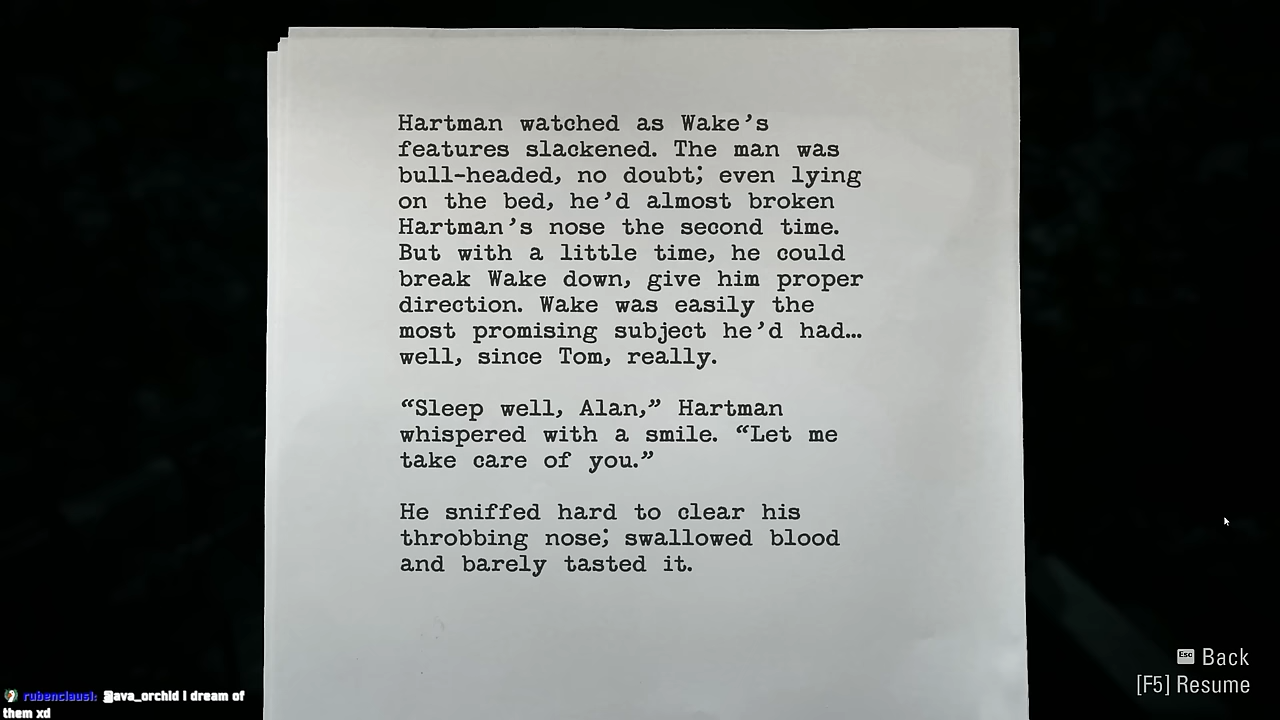 Hartman watched as Wake’s
features slackened. The man was
bull-headed, no doubt; even lying
on the bed, he’d almost broken
Hartman’s nose the second time.
But with a little time, he could
break Wake down, give him proper
direction. Wake was easily the
most promising subject he’d had…
well, since Tom, really.
“Sleep well, Alan,” Hartman
whispered with a smile. “Let me
take care of you.”
He sniffed hard to clear his
throbbing nose; swallowed blood
and barely tasted it.
Esc Back
[F5] Resume
rubenclausi: @ava_orchid I dream of
them xd